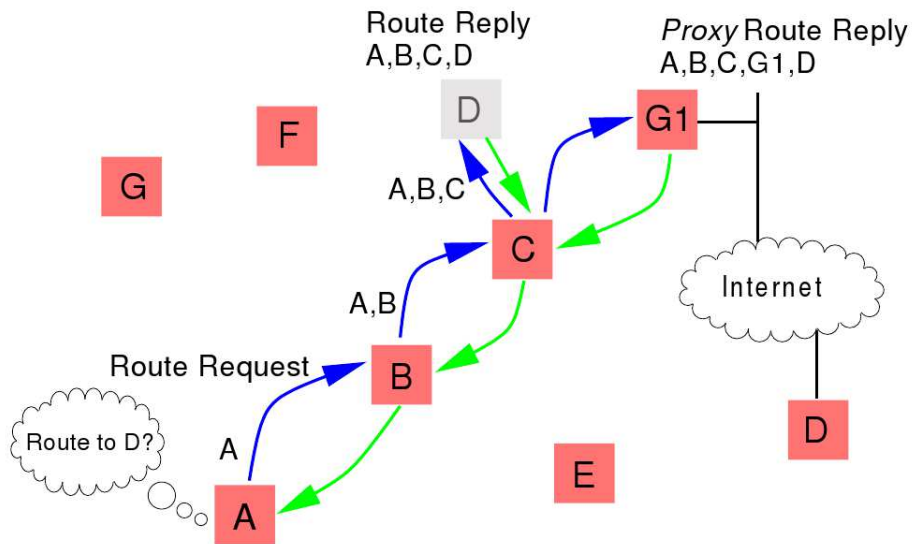 Route Reply
A,B,C,D
Proxy Route Reply
A,B,C,G1,D
D
G1
F
G
A,B,C
C
Internet
A,B
Route Request
B
D
Route to D?
A
E
A